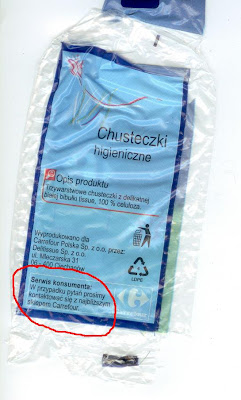 Chusteczki
higieniczne
Opis produktu
czterowarstwowe chusteczki z delikatnej
białej bibułki tissue, 100 % celuloza.
Wyprodukowano dla
Carrefour Polska Sp. z o.o. przez:
Delitissue Sp. z o.o.
ul. Mleczarska 31
06 - 400 Ciechanów
LDPE
Serwis konsumenta:
W przypadku pytań prosimy
kontaktować się z najbliższym
sklepem Carrefour.